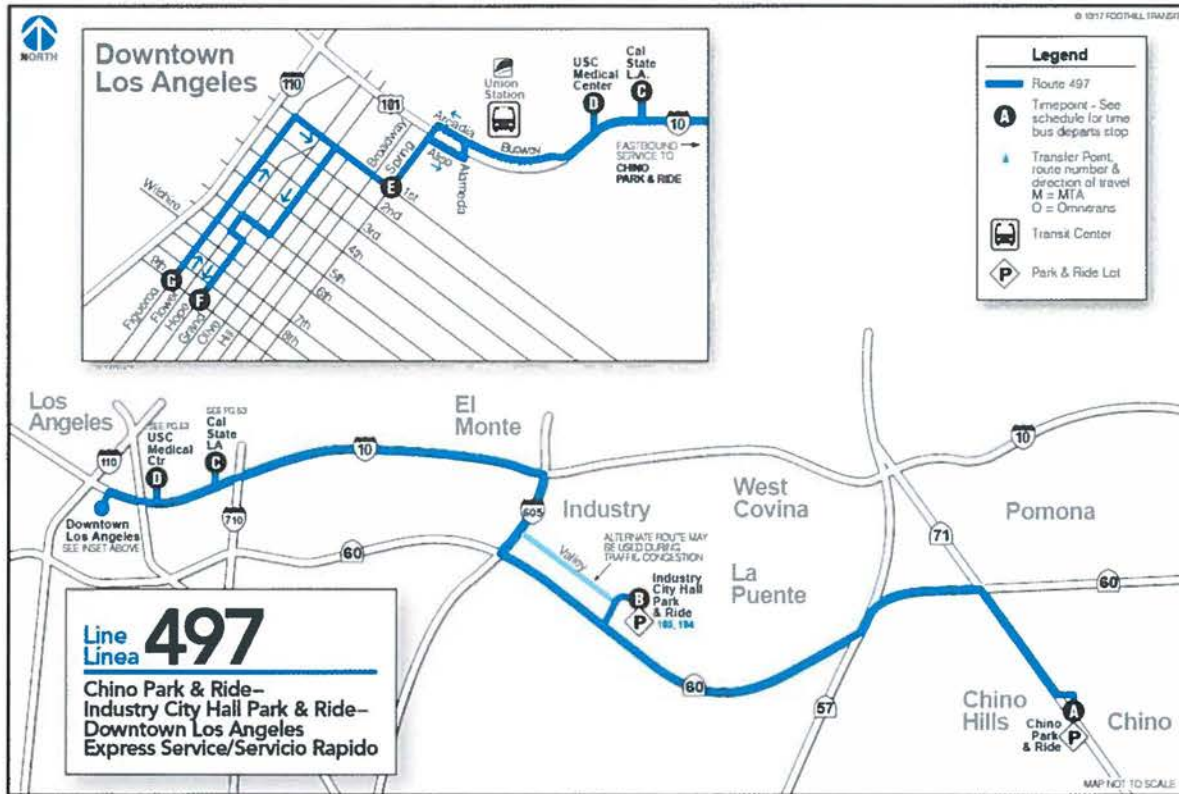 © 10/17 FOOTHILL TRANSIT
NORTH
Downtown
Los Angeles
110
101
Union
Station
USC
Medical
Center
D
Cal
State
L.A.
C
10
Arcadia
Aliso
Busway
Alameda
Broadway
Spring
E
1st
2nd
3rd
4th
5th
6th
7th
8th
9th
Wilshire
G
F
Figueroa
Flower
Hope
Grand
Olive
Hill
EASTBOUND
SERVICE TO
CHINO
PARK & RIDE
Legend
Route 497
A
Timepoint - See
schedule for time
bus departs stop
Transfer Point,
route number &
direction of travel
M = MTA
O = Omnitrans
Transit Center
P
Park & Ride Lot
Los
Angeles
110
SEE PG.53
USC
Medical
Ctr
D
SEE PG.53
Cal
State
LA
C
710
10
El
Monte
10
Downtown
Los Angeles
SEE INSET ABOVE
60
605
Industry
Valley
ALTERNATE ROUTE MAY
BE USED DURING
TRAFFIC CONGESTION
B
Industry
City Hall
Park
& Ride
P
West
Covina
La
Puente
71
Pomona
60
60
57
Chino
Hills
A
Chino
Park
& Ride
P
Chino
Line
Linea
497
Chino Park & Ride–
Industry City Hall Park & Ride–
Downtown Los Angeles
Express Service/Servicio Rapido
MAP NOT TO SCALE